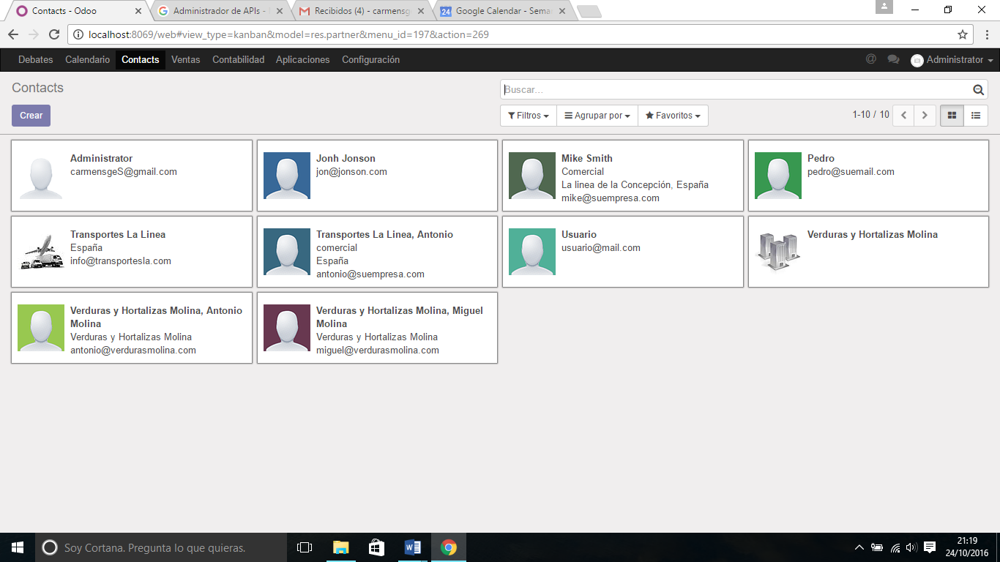 Contacts - Odoo
Administrador de APIs -
Recibidos (4) - carmensg
Google Calendar - Sema
localhost:8069/web#view_type=kanban&model=res.partner&menu_id=197&action=269
Debates Calendario Contacts Ventas Contabilidad Aplicaciones Configuración @ Administrator
Contacts
Buscar...
Crear
Filtros Agrupar por Favoritos
1-10 / 10
Administrator
carmensgeS@gmail.com
Jonh Jonson
jon@jonson.com
Mike Smith
Comercial
La linea de la Concepción, España
mike@suempresa.com
Pedro
pedro@suemail.com
Transportes La Linea
España
info@transportesla.com
Transportes La Linea, Antonio
comercial
España
antonio@suempresa.com
Usuario
usuario@mail.com
Verduras y Hortalizas Molina
Verduras y Hortalizas Molina, Antonio
Molina
Verduras y Hortalizas Molina
antonio@verdurasmolina.com
Verduras y Hortalizas Molina, Miguel
Molina
Verduras y Hortalizas Molina
miguel@verdurasmolina.com
Soy Cortana. Pregunta lo que quieras.
21:19
24/10/2016